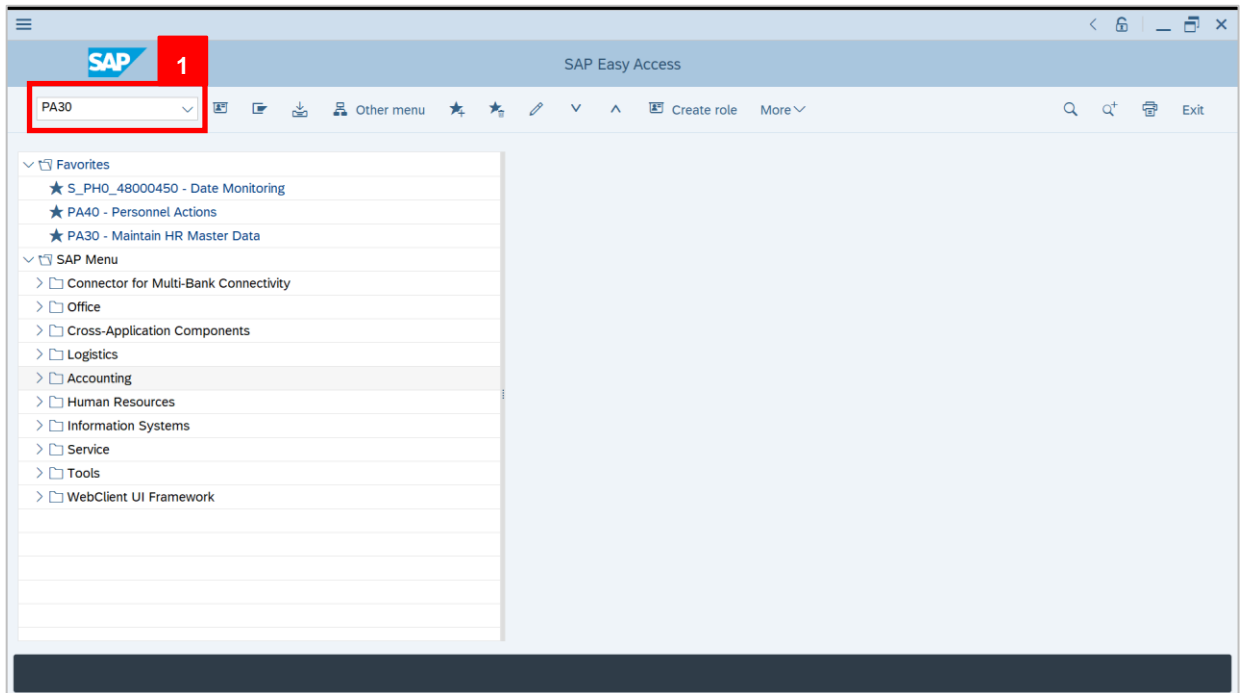 SAP
1
SAP Easy Access
PA30
Other menu
Create role
More
Exit
Favorites
S_PH0_48000450 - Date Monitoring
PA40 - Personnel Actions
PA30 - Maintain HR Master Data
SAP Menu
Connector for Multi-Bank Connectivity
Office
Cross-Application Components
Logistics
Accounting
Human Resources
Information Systems
Service
Tools
WebClient UI Framework